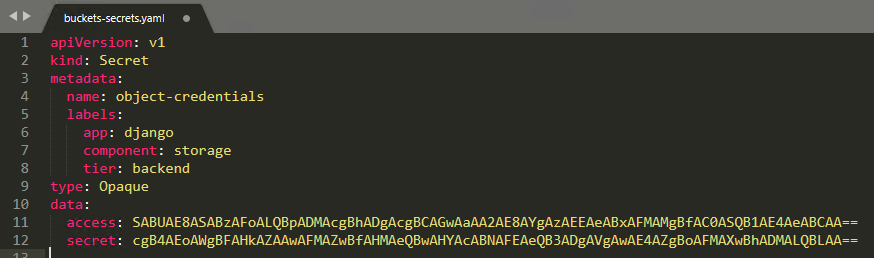 buckets-secrets.yaml
1 apiVersion: v1
2 kind: Secret
3 metadata:
4 name: object-credentials
5 labels:
6 app: django
7 component: storage
8 tier: backend
9 type: Opaque
10 data:
11 access: SABUAE8ASABzAFoALQBpADMAcgBhADgAcgBCAGwAaAA2AE8AYgAzAEEAeABxAFMAMgBfAC0ASQB1AE4AeABCAA==
12 secret: cgB4AEoAWgBFAHkAZAAwAFMAZwBfAHMAeQBwAHYAcABNAFEAeQB3ADgAVgAwAE4AZgBoAFMAXwBhADMALQBLAA==
13